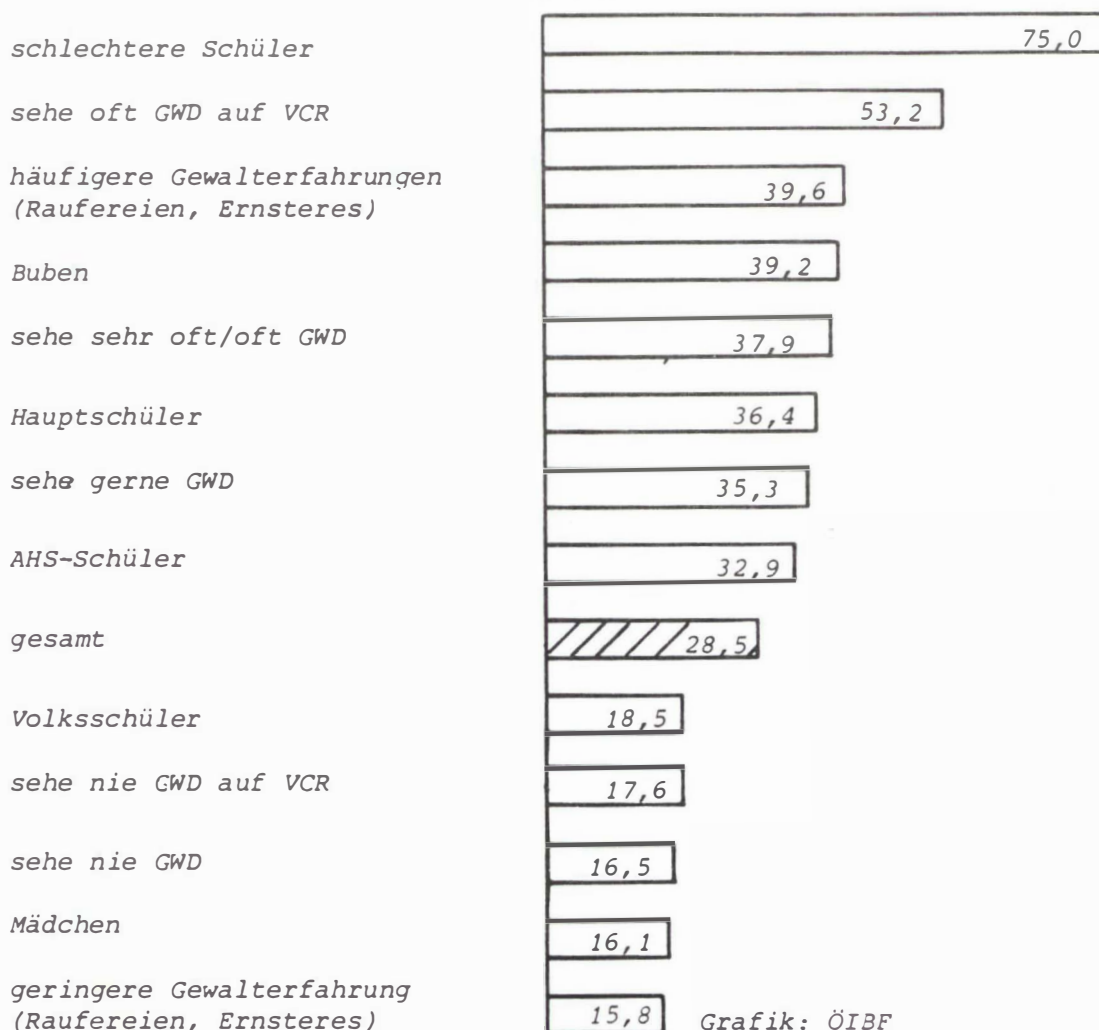 schlechtere Schüler 75,0
sehe oft GWD auf VCR 53,2
häufigere Gewalterfahrungen
(Raufereien, Ernsteres) 39,6
Buben 39,2
sehe sehr oft/oft GWD 37,9
Hauptschüler 36,4
sehe gerne GWD 35,3
AHS-Schüler 32,9
gesamt 28,5
Volksschüler 18,5
sehe nie GWD auf VCR 17,6
sehe nie GWD 16,5
Mädchen 16,1
geringere Gewalterfahrung
(Raufereien, Ernsteres) 15,8 Grafik: ÖIBF